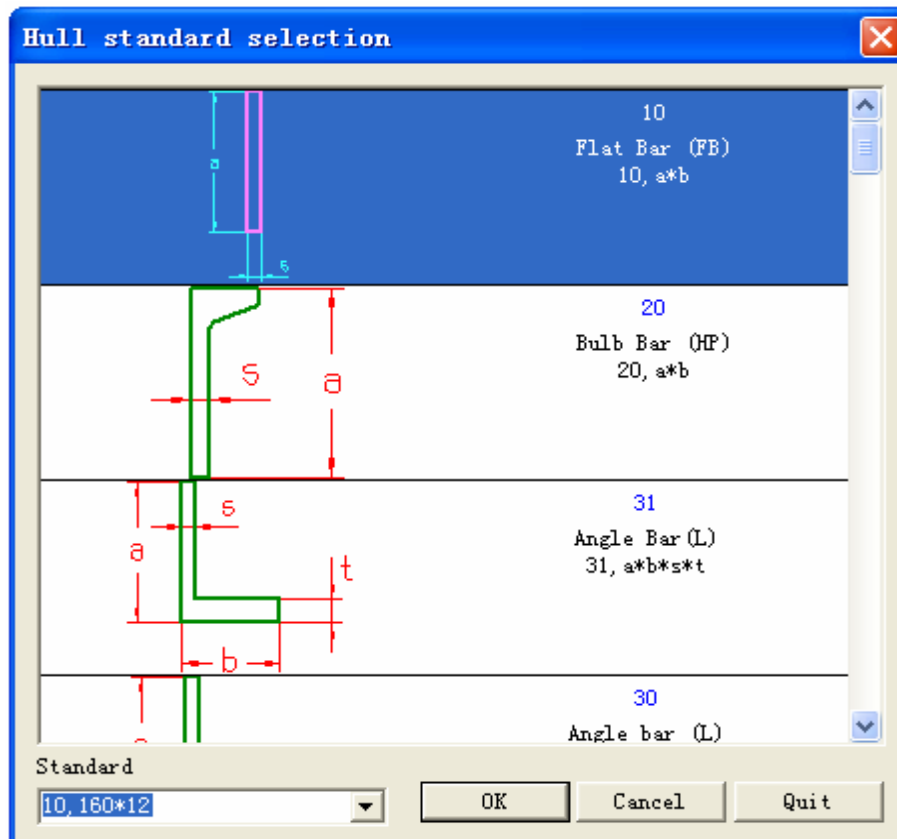 Hull standard selection
a
6
10
Flat Bar (FB)
10, a*b
S
a
20
Bulb Bar (HP)
20, a*b
a
s
t
b
31
Angle Bar(L)
31, a*b*s*t
30
Angle bar (L)
Standard
10,160*12
OK
Cancel
Quit